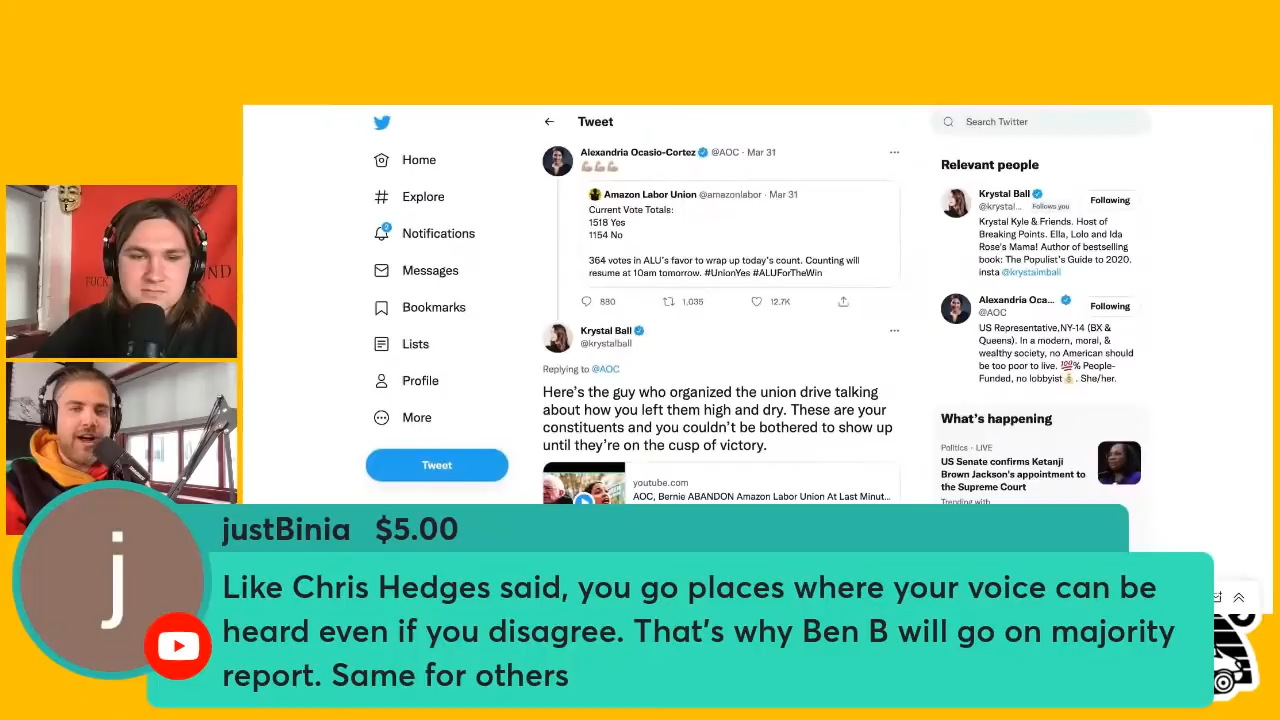 Tweet
Search Twitter
Home
Explore
Notifications
2
Messages
Bookmarks
Lists
Profile
More
Tweet
Alexandria Ocasio-Cortez @AOC · Mar 31
💪🏼💪🏼💪🏼
Amazon Labor Union @amazonlabor · Mar 31
Current Vote Totals:
1518 Yes
1154 No
364 votes in ALU's favor to wrap up today's count. Counting will
resume at 10am tomorrow. #UnionYes #ALUForTheWin
880 1,035 12.7K
Krystal Ball
@krystalball
Replying to @AOC
Here's the guy who organized the union drive talking
about how you left them high and dry. These are your
constituents and you couldn't be bothered to show up
until they're on the cusp of victory.
youtube.com
AOC, Bernie ABANDON Amazon Labor Union At Last Minut...
Relevant people
Krystal Ball
Following
@krystal... Follows you
Krystal Kyle & Friends. Host of
Breaking Points. Ella, Lolo and Ida
Rose's Mama! Author of bestselling
book: The Populist's Guide to 2020.
insta @krystalmball
Alexandria Oca...
Following
@AOC
US Representative,NY-14 (BX &
Queens). In a modern, moral, &
wealthy society, no American should
be too poor to live. 💯% People-
Funded, no lobbyist💰. She/her.
What's happening
Politics · LIVE
US Senate confirms Ketanji
Brown Jackson's appointment to
the Supreme Court
Trending with
FUCK
ND
justBinia $5.00
j
Like Chris Hedges said, you go places where your voice can be
heard even if you disagree. That's why Ben B will go on majority
report. Same for others